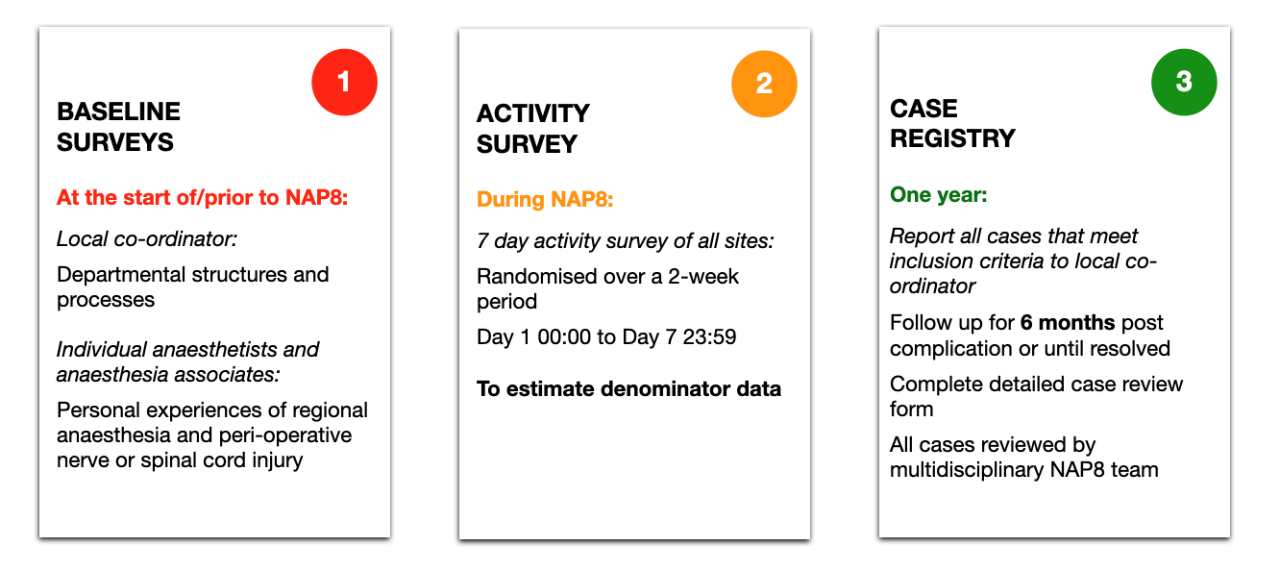 1
BASELINE
SURVEYS
At the start of/prior to NAP8:
Local co-ordinator:
Departmental structures and
processes
Individual anaesthetists and
anaesthesia associates:
Personal experiences of regional
anaesthesia and peri-operative
nerve or spinal cord injury
2
ACTIVITY
SURVEY
During NAP8:
7 day activity survey of all sites:
Randomised over a 2-week
period
Day 1 00:00 to Day 7 23:59
To estimate denominator data
3
CASE
REGISTRY
One year:
Report all cases that meet
inclusion criteria to local co-
ordinator
Follow up for 6 months post
complication or until resolved
Complete detailed case review
form
All cases reviewed by
multidisciplinary NAP8 team